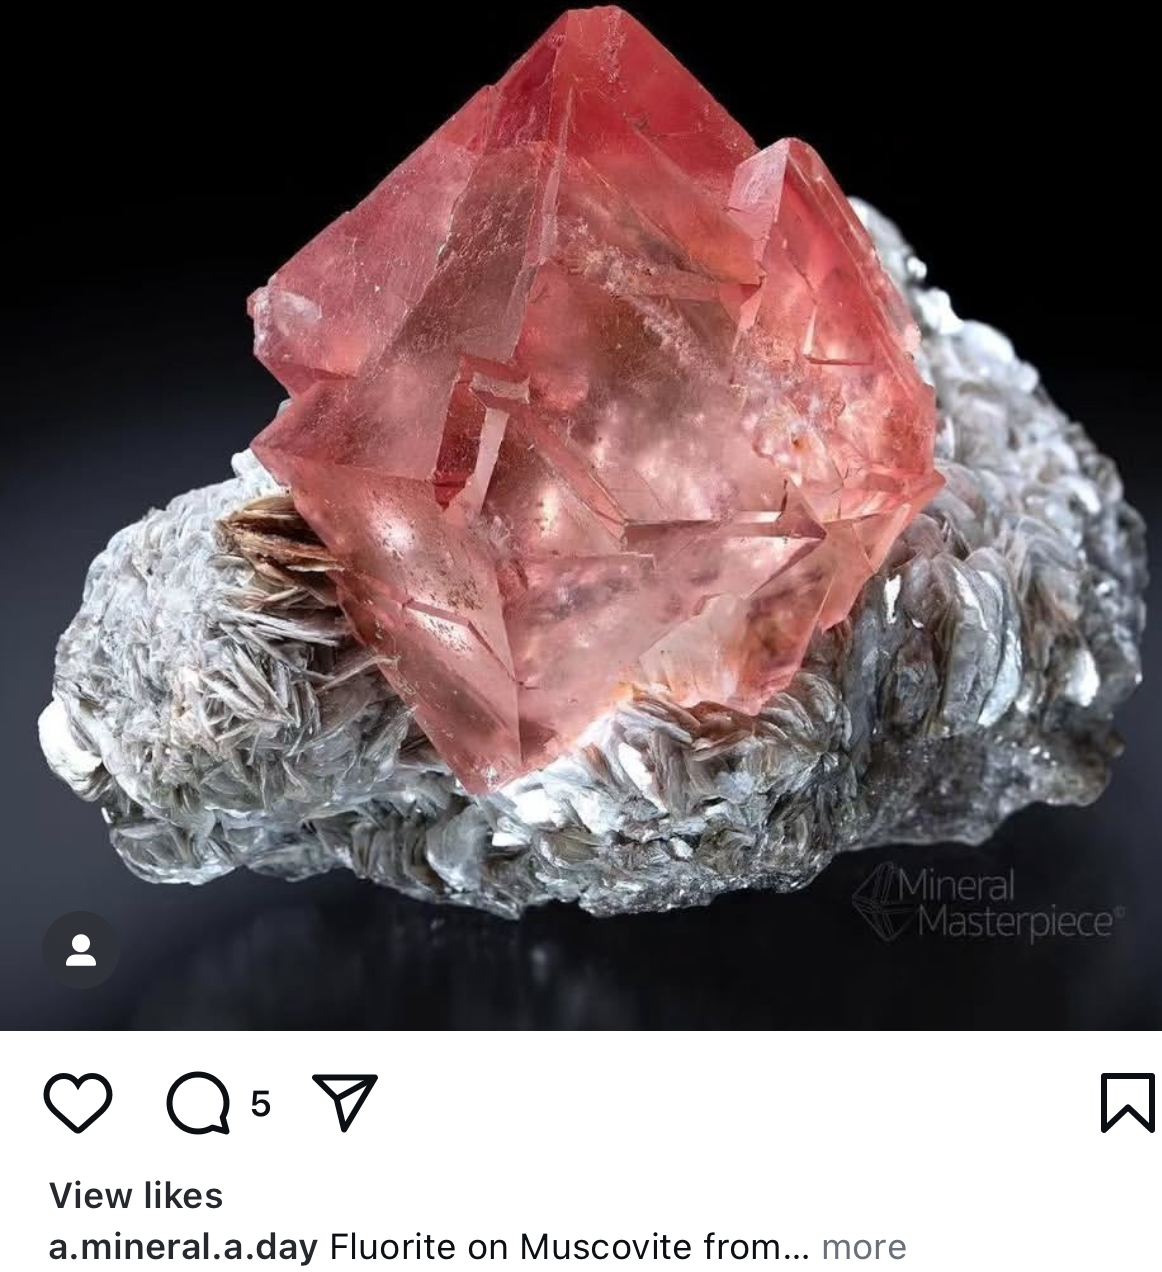 Mineral
Masterpiece©
5
View likes
a.mineral.a.day Fluorite on Muscovite from... more